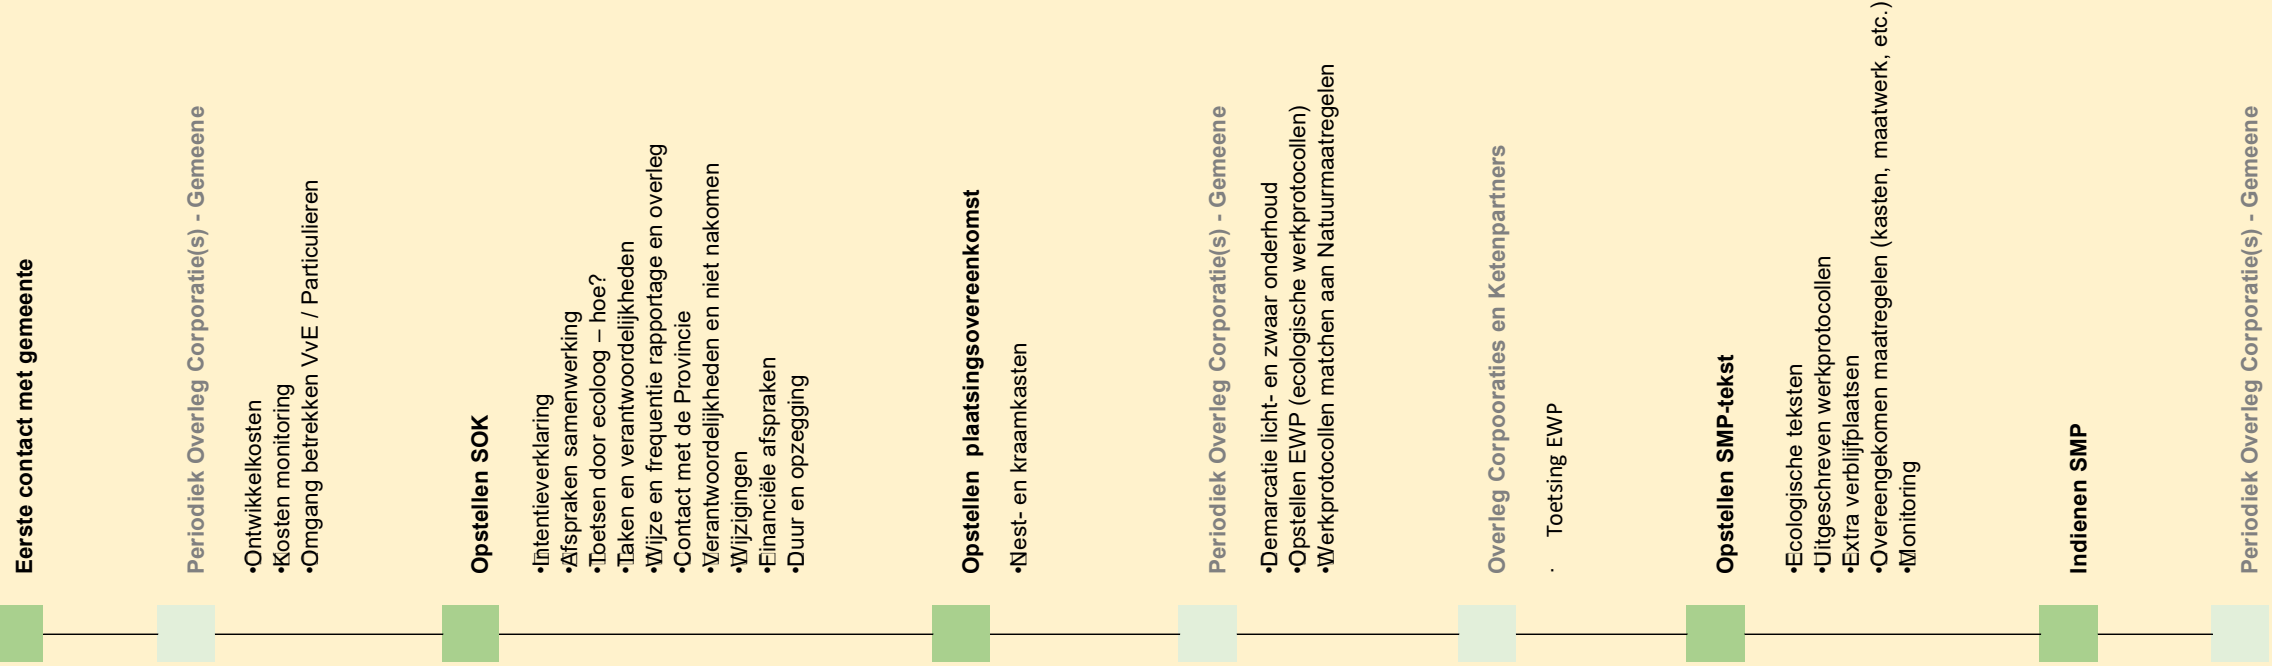 Eerste contact met gemeente
Periodiek Overleg Corporatie(s) - Gemeene
•Ontwikkelkosten
•Kosten monitoring
•Omgang betrekken VvE / Particulieren
Opstellen SOK
•Intentieverklaring
•Afspraken samenwerking
•Toetsen door ecoloog – hoe?
•Taken en verantwoordelijkheden
•Wijze en frequentie rapportage en overleg
•Contact met de Provincie
•Verantwoordelijkheden en niet nakomen
•Wijzigingen
•Financiële afspraken
•Duur en opzegging
Opstellen plaatsingsovereenkomst
•Nest- en kraamkasten
Periodiek Overleg Corporatie(s) - Gemeene
•Demarcatie licht- en zwaar onderhoud
•Opstellen EWP (ecologische werkprotocollen)
•Werkprotocollen matchen aan Natuurmaatregelen
Overleg Corpooraties en Ketenpartners
· Toetsing EWP
Opstellen SMP-tekst
•Ecologische teksten
•Uitgeschreven werkprotocollen
•Extra verblijfplaatsen
•Overeengekomen maatregelen (kasten, maatwerk, etc.)
•Monitoring
Indienen SMP
Periodiek Overleg Corporatie(s) - Gemeene